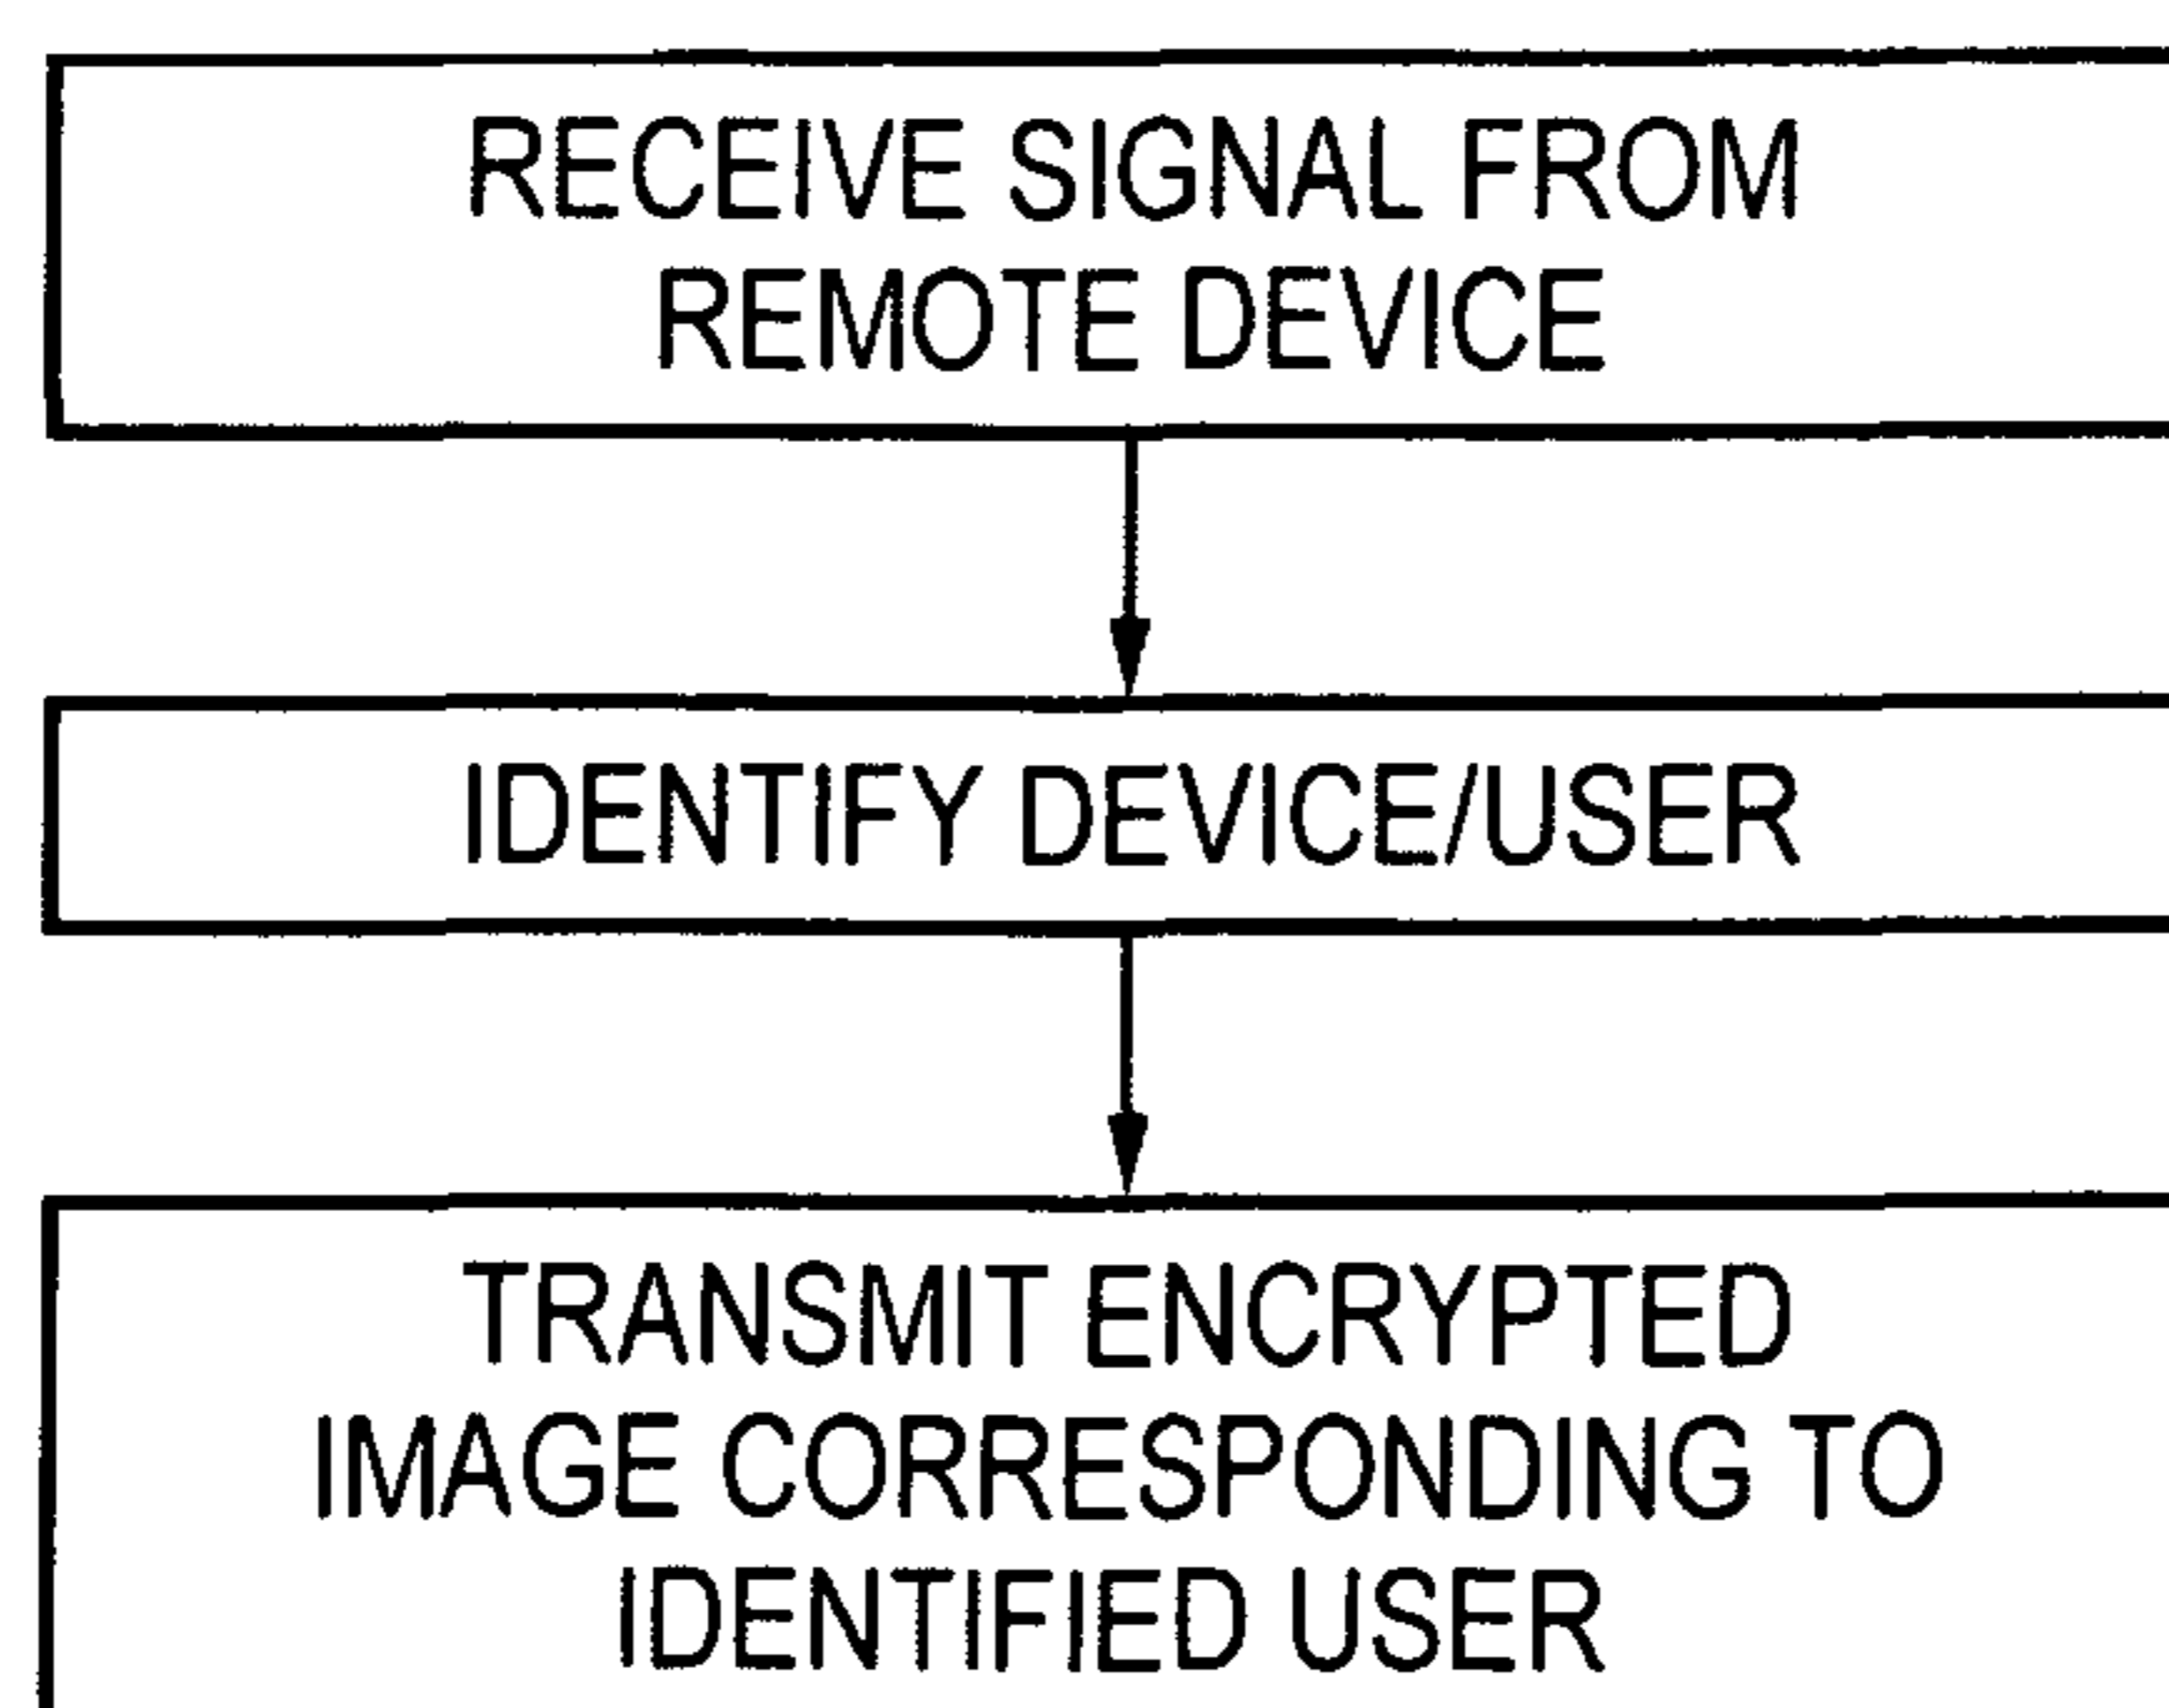 RECEIVE SIGNAL FROM
REMOTE DEVICE
IDENTIFY DEVICE/USER
TRANSMIT ENCRYPTED
IMAGE CORRESPONDING TO
IDENTIFIED USER